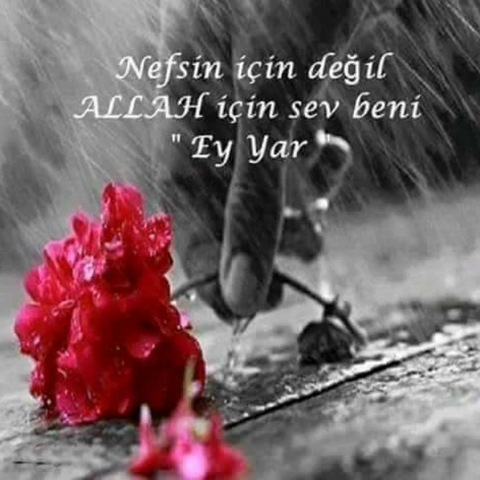 Nefsin için değil
ALLAH için sev beni
" Ey Yar "